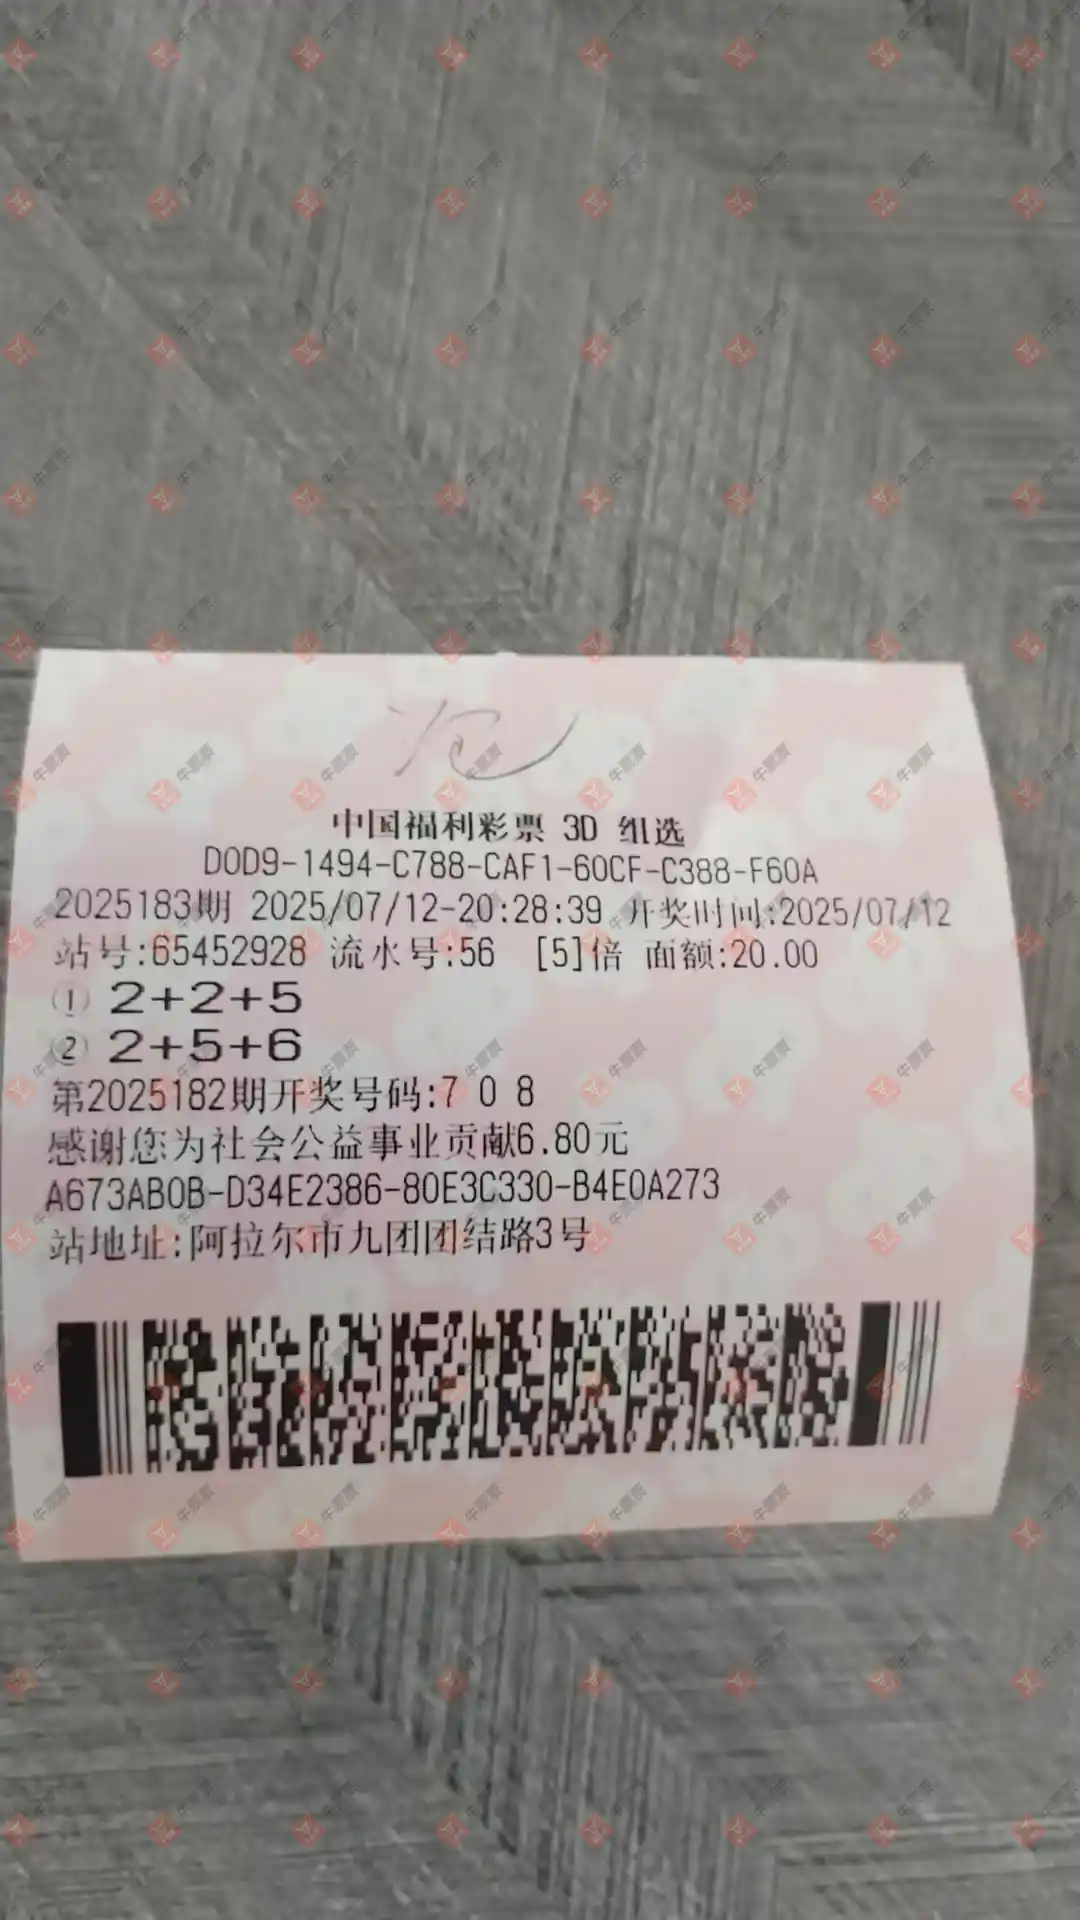 中国福利彩票 3D 组选
D0D9-1494-C788-CAF1-60CF-C388-F60A
2025183期 2025/07/12-20:28:39 开奖时间:2025/07/12
站号:65452928 流水号:56 [5]倍 面额:20.00
① 2+2+5
② 2+5+6
第2025182期开奖号码:7 0 8
感谢您为社会公益事业贡献6.80元
A673AB0B-D34E2386-80E3C330-B4E0A273
站地址:阿拉尔市九团团结路3号